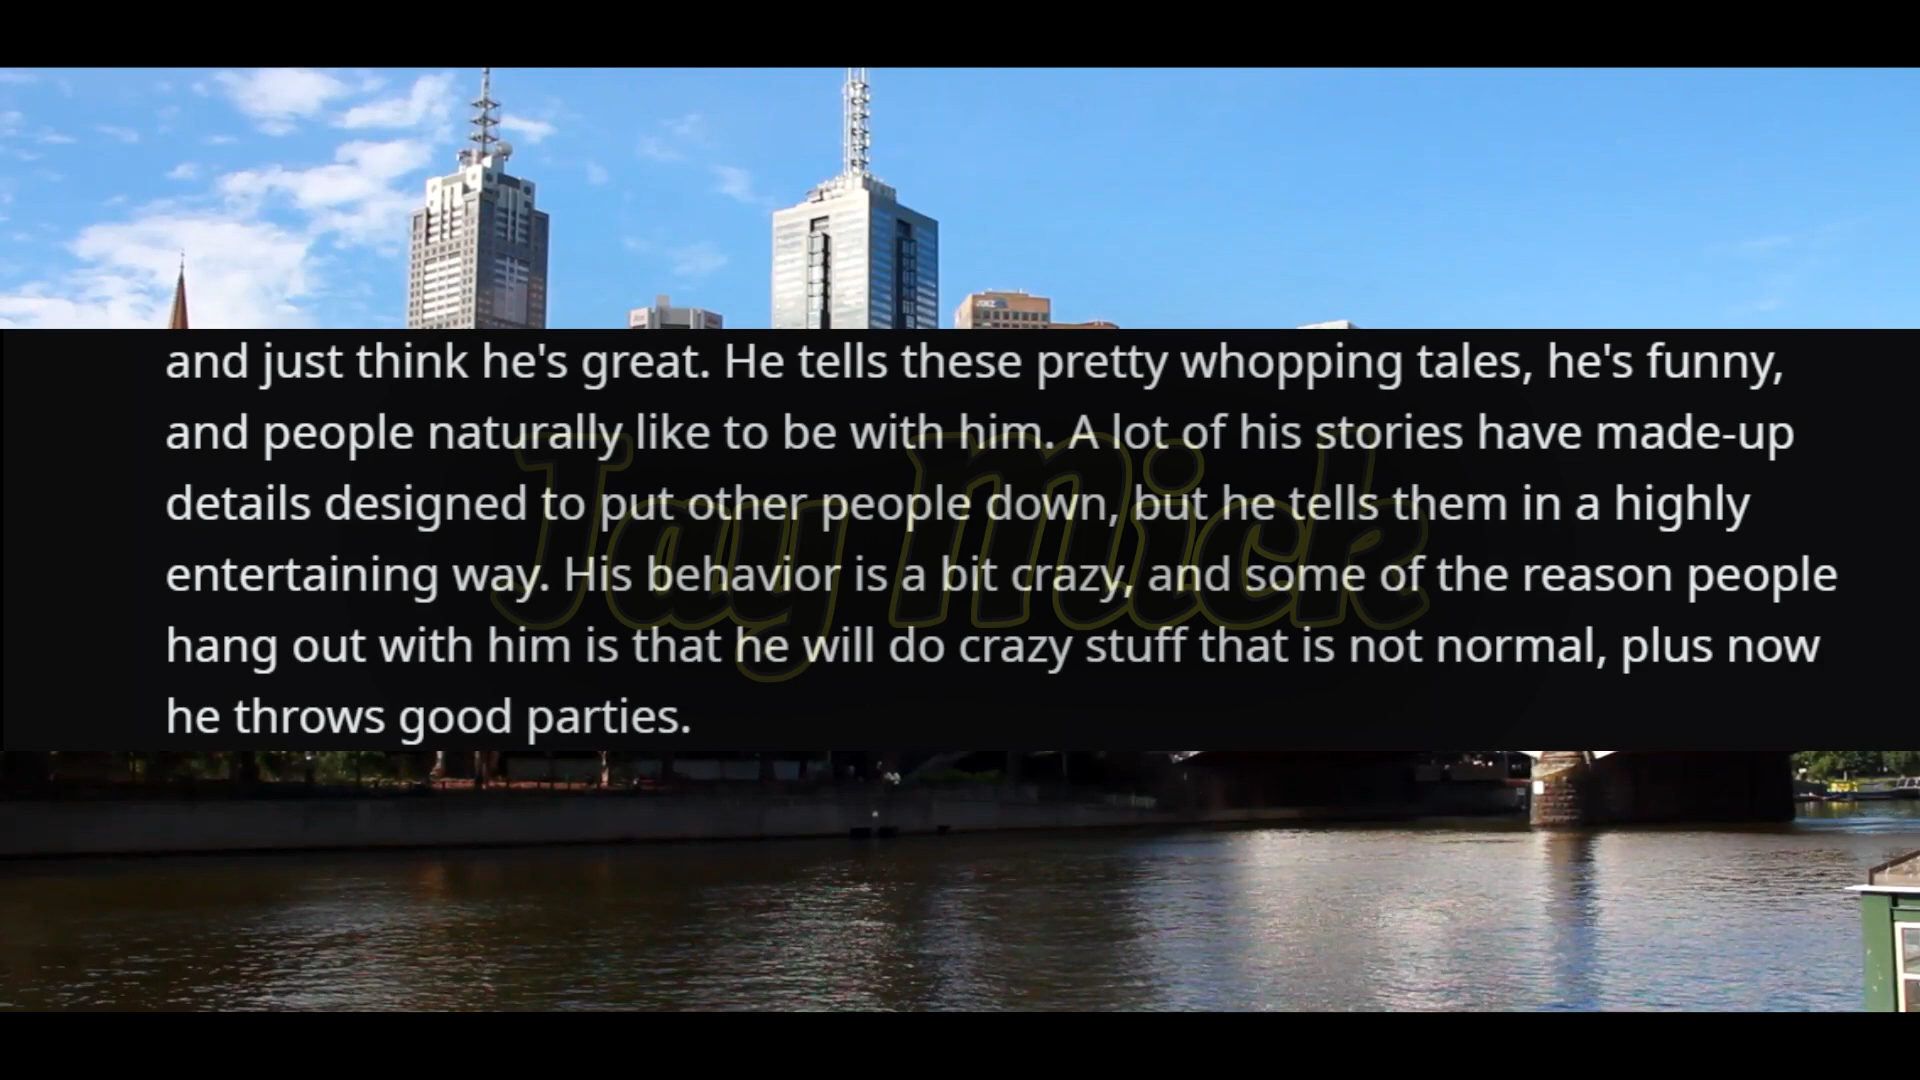 and just think he's great. He tells these pretty whopping tales, he's funny,
and people naturally like to be with him. A lot of his stories have made-up
details designed to put other people down, but he tells them in a highly
entertaining way. His behavior is a bit crazy, and some of the reason people
hang out with him is that he will do crazy stuff that is not normal, plus now
he throws good parties.
Jay Mick